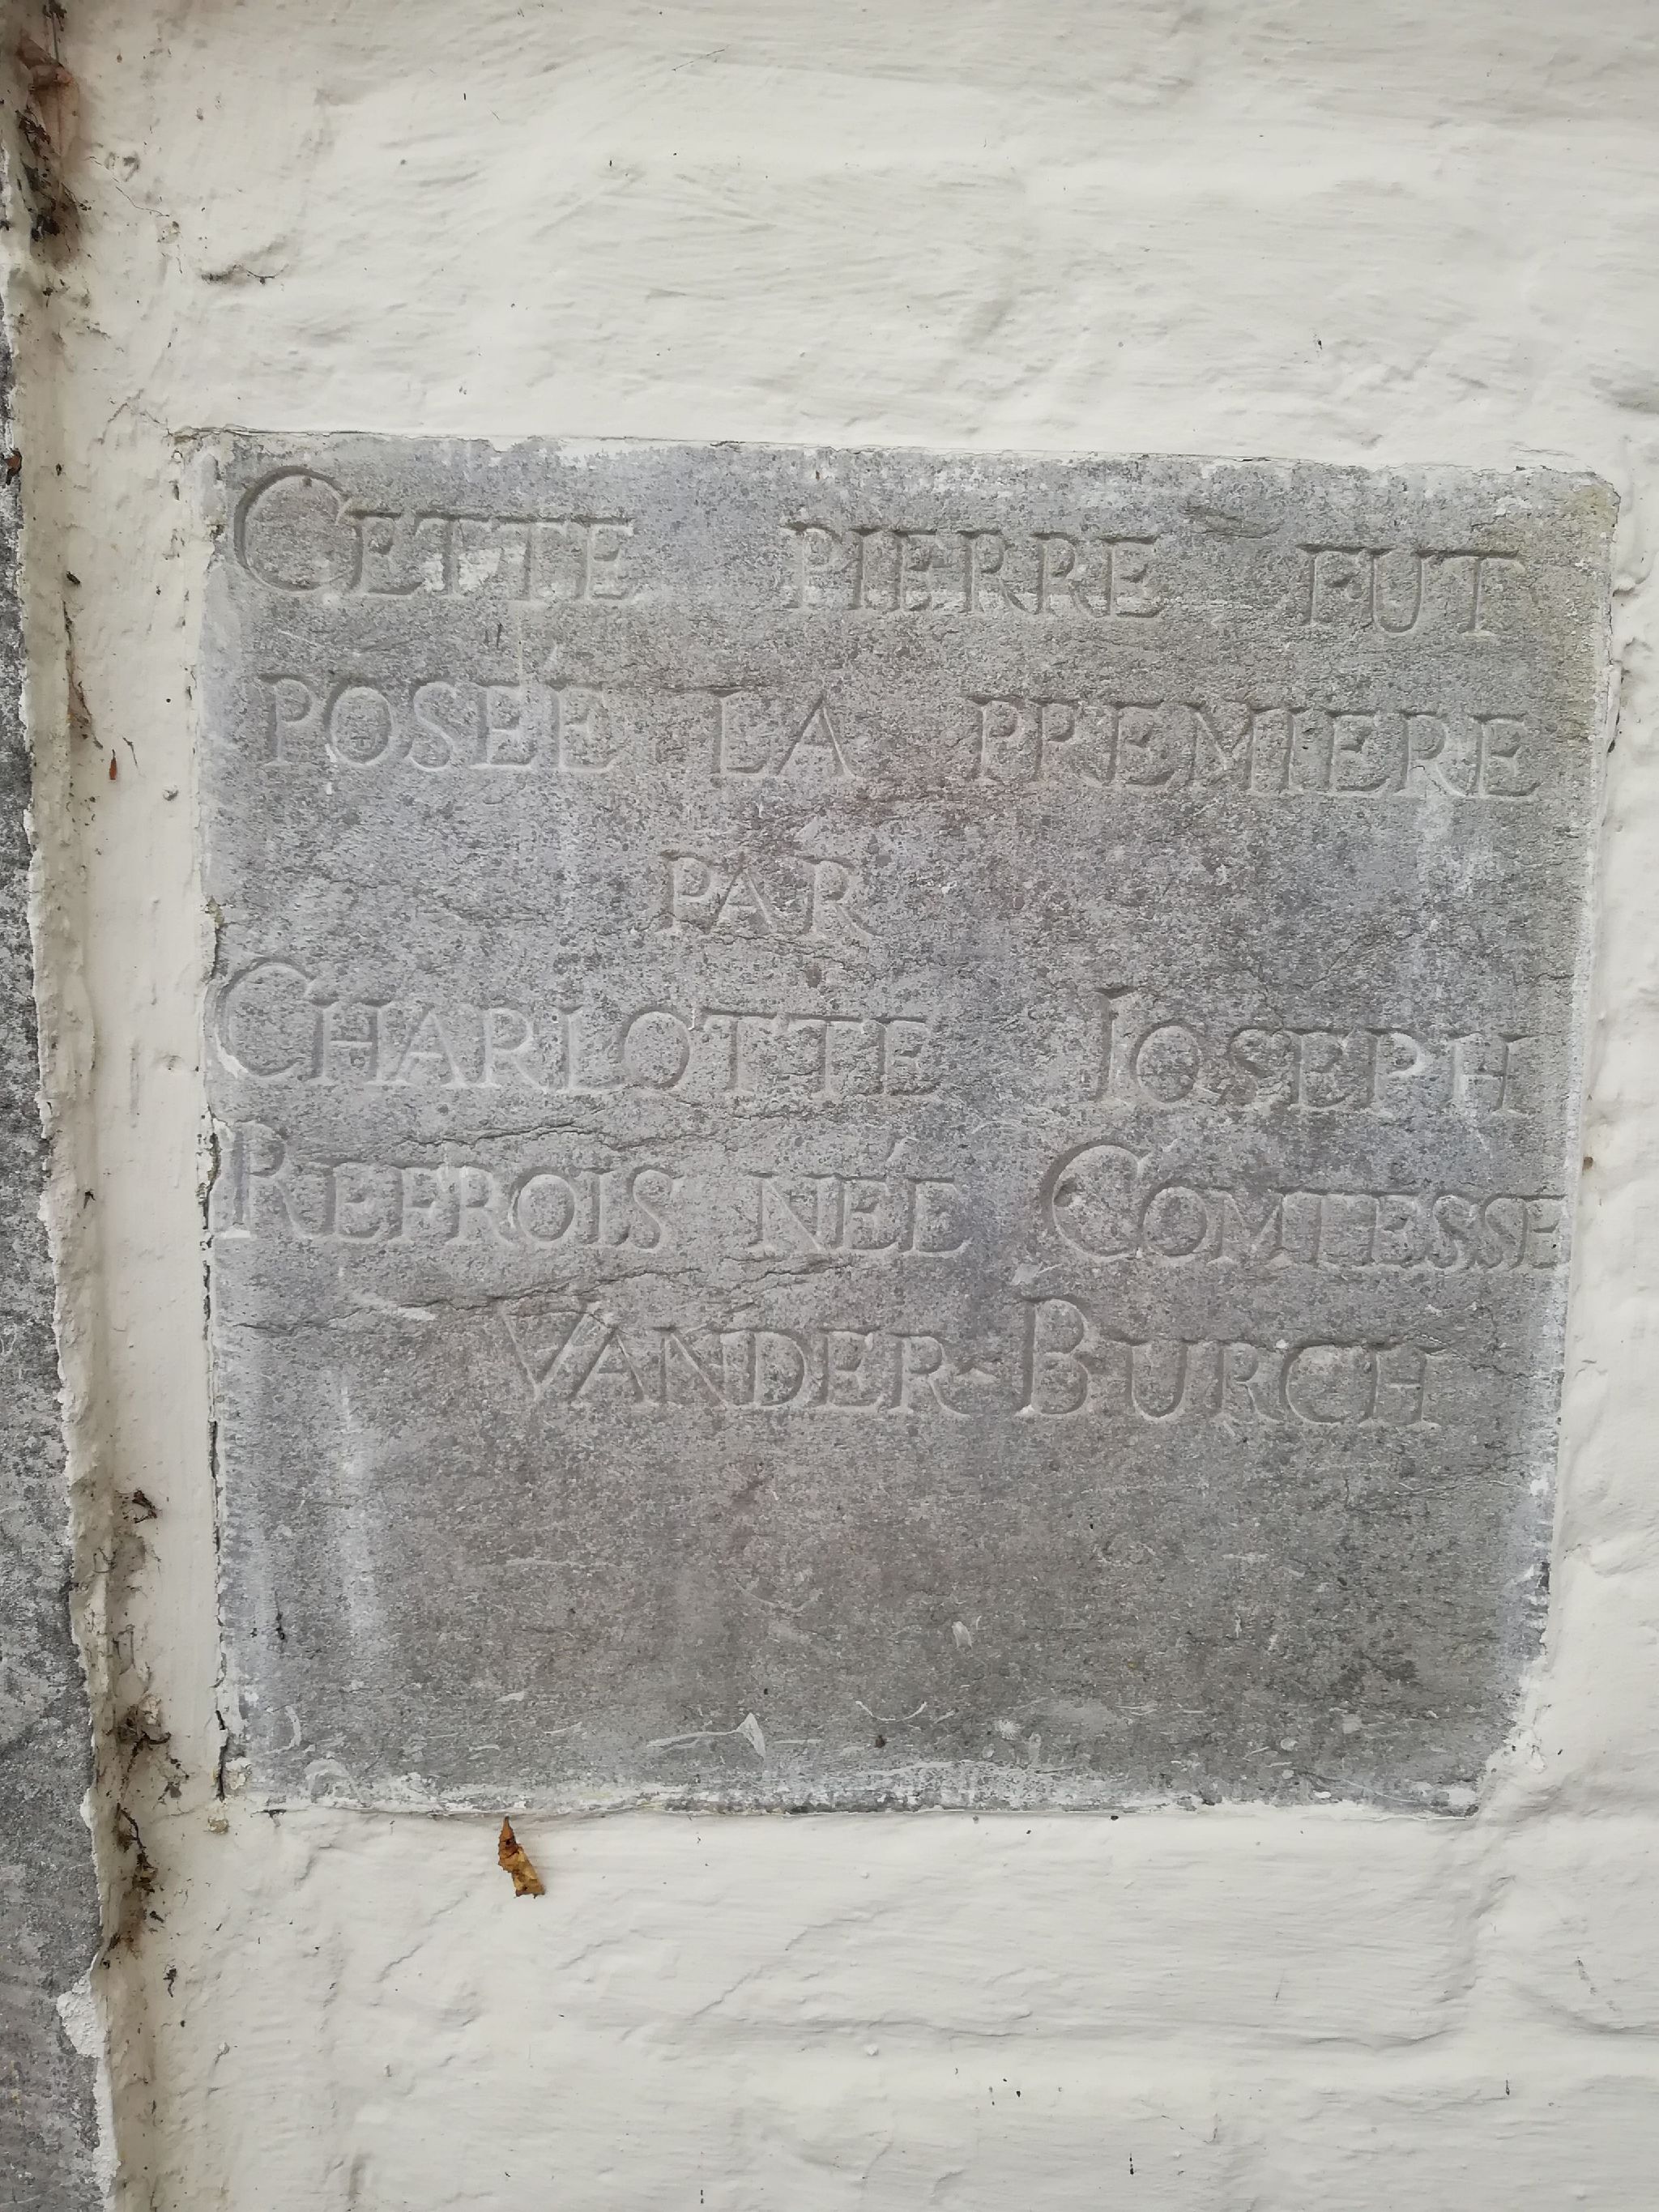 CETTE PIERRE FUT
POSÉE LA PREMIERE
PAR
CHARLOTTE JOSEPH
REFROIS NÉE COMTESSE
VANDER-BURCH